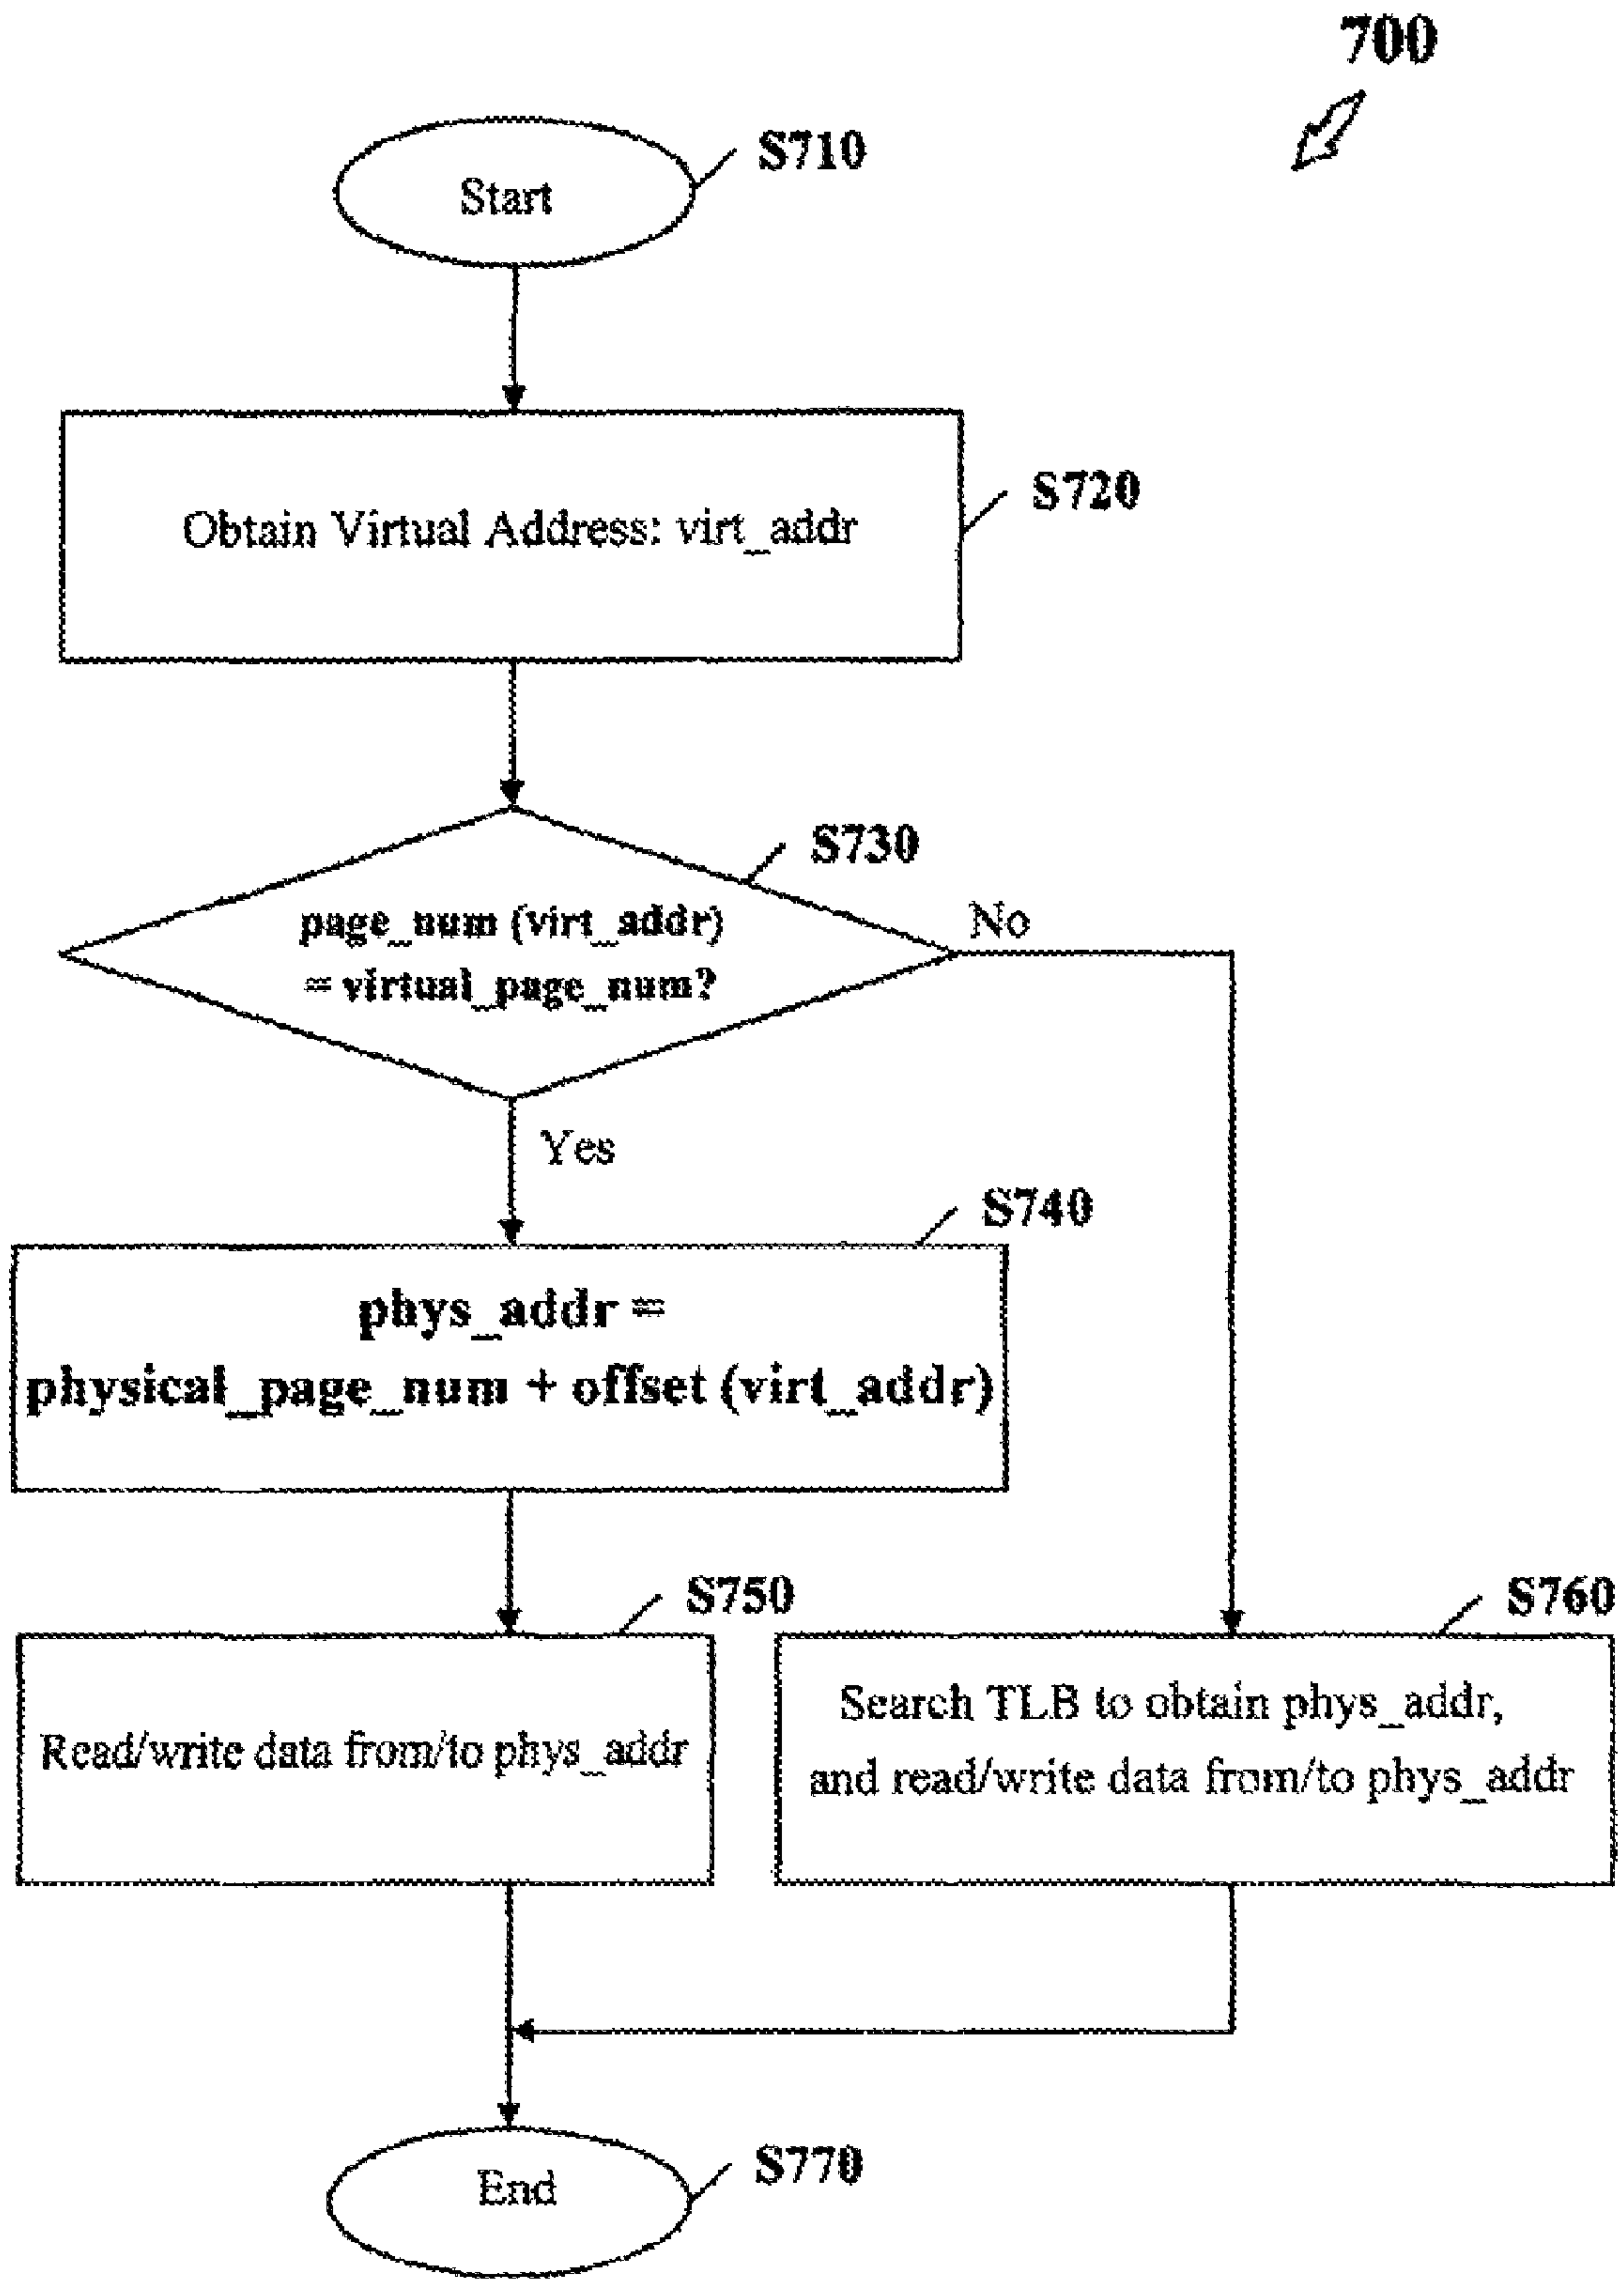 700
S710
Start
S720
Obtain Virtual Address: virt_addr
S730
page_num (virt_addr)
= virtual_page_num?
No
Yes
S740
phys_addr =
physical_page_num + offset (virt_addr)
S750
Read/write data from/to phys_addr
S760
Search TLB to obtain phys_addr,
and read/write data from/to phys_addr
End
S770